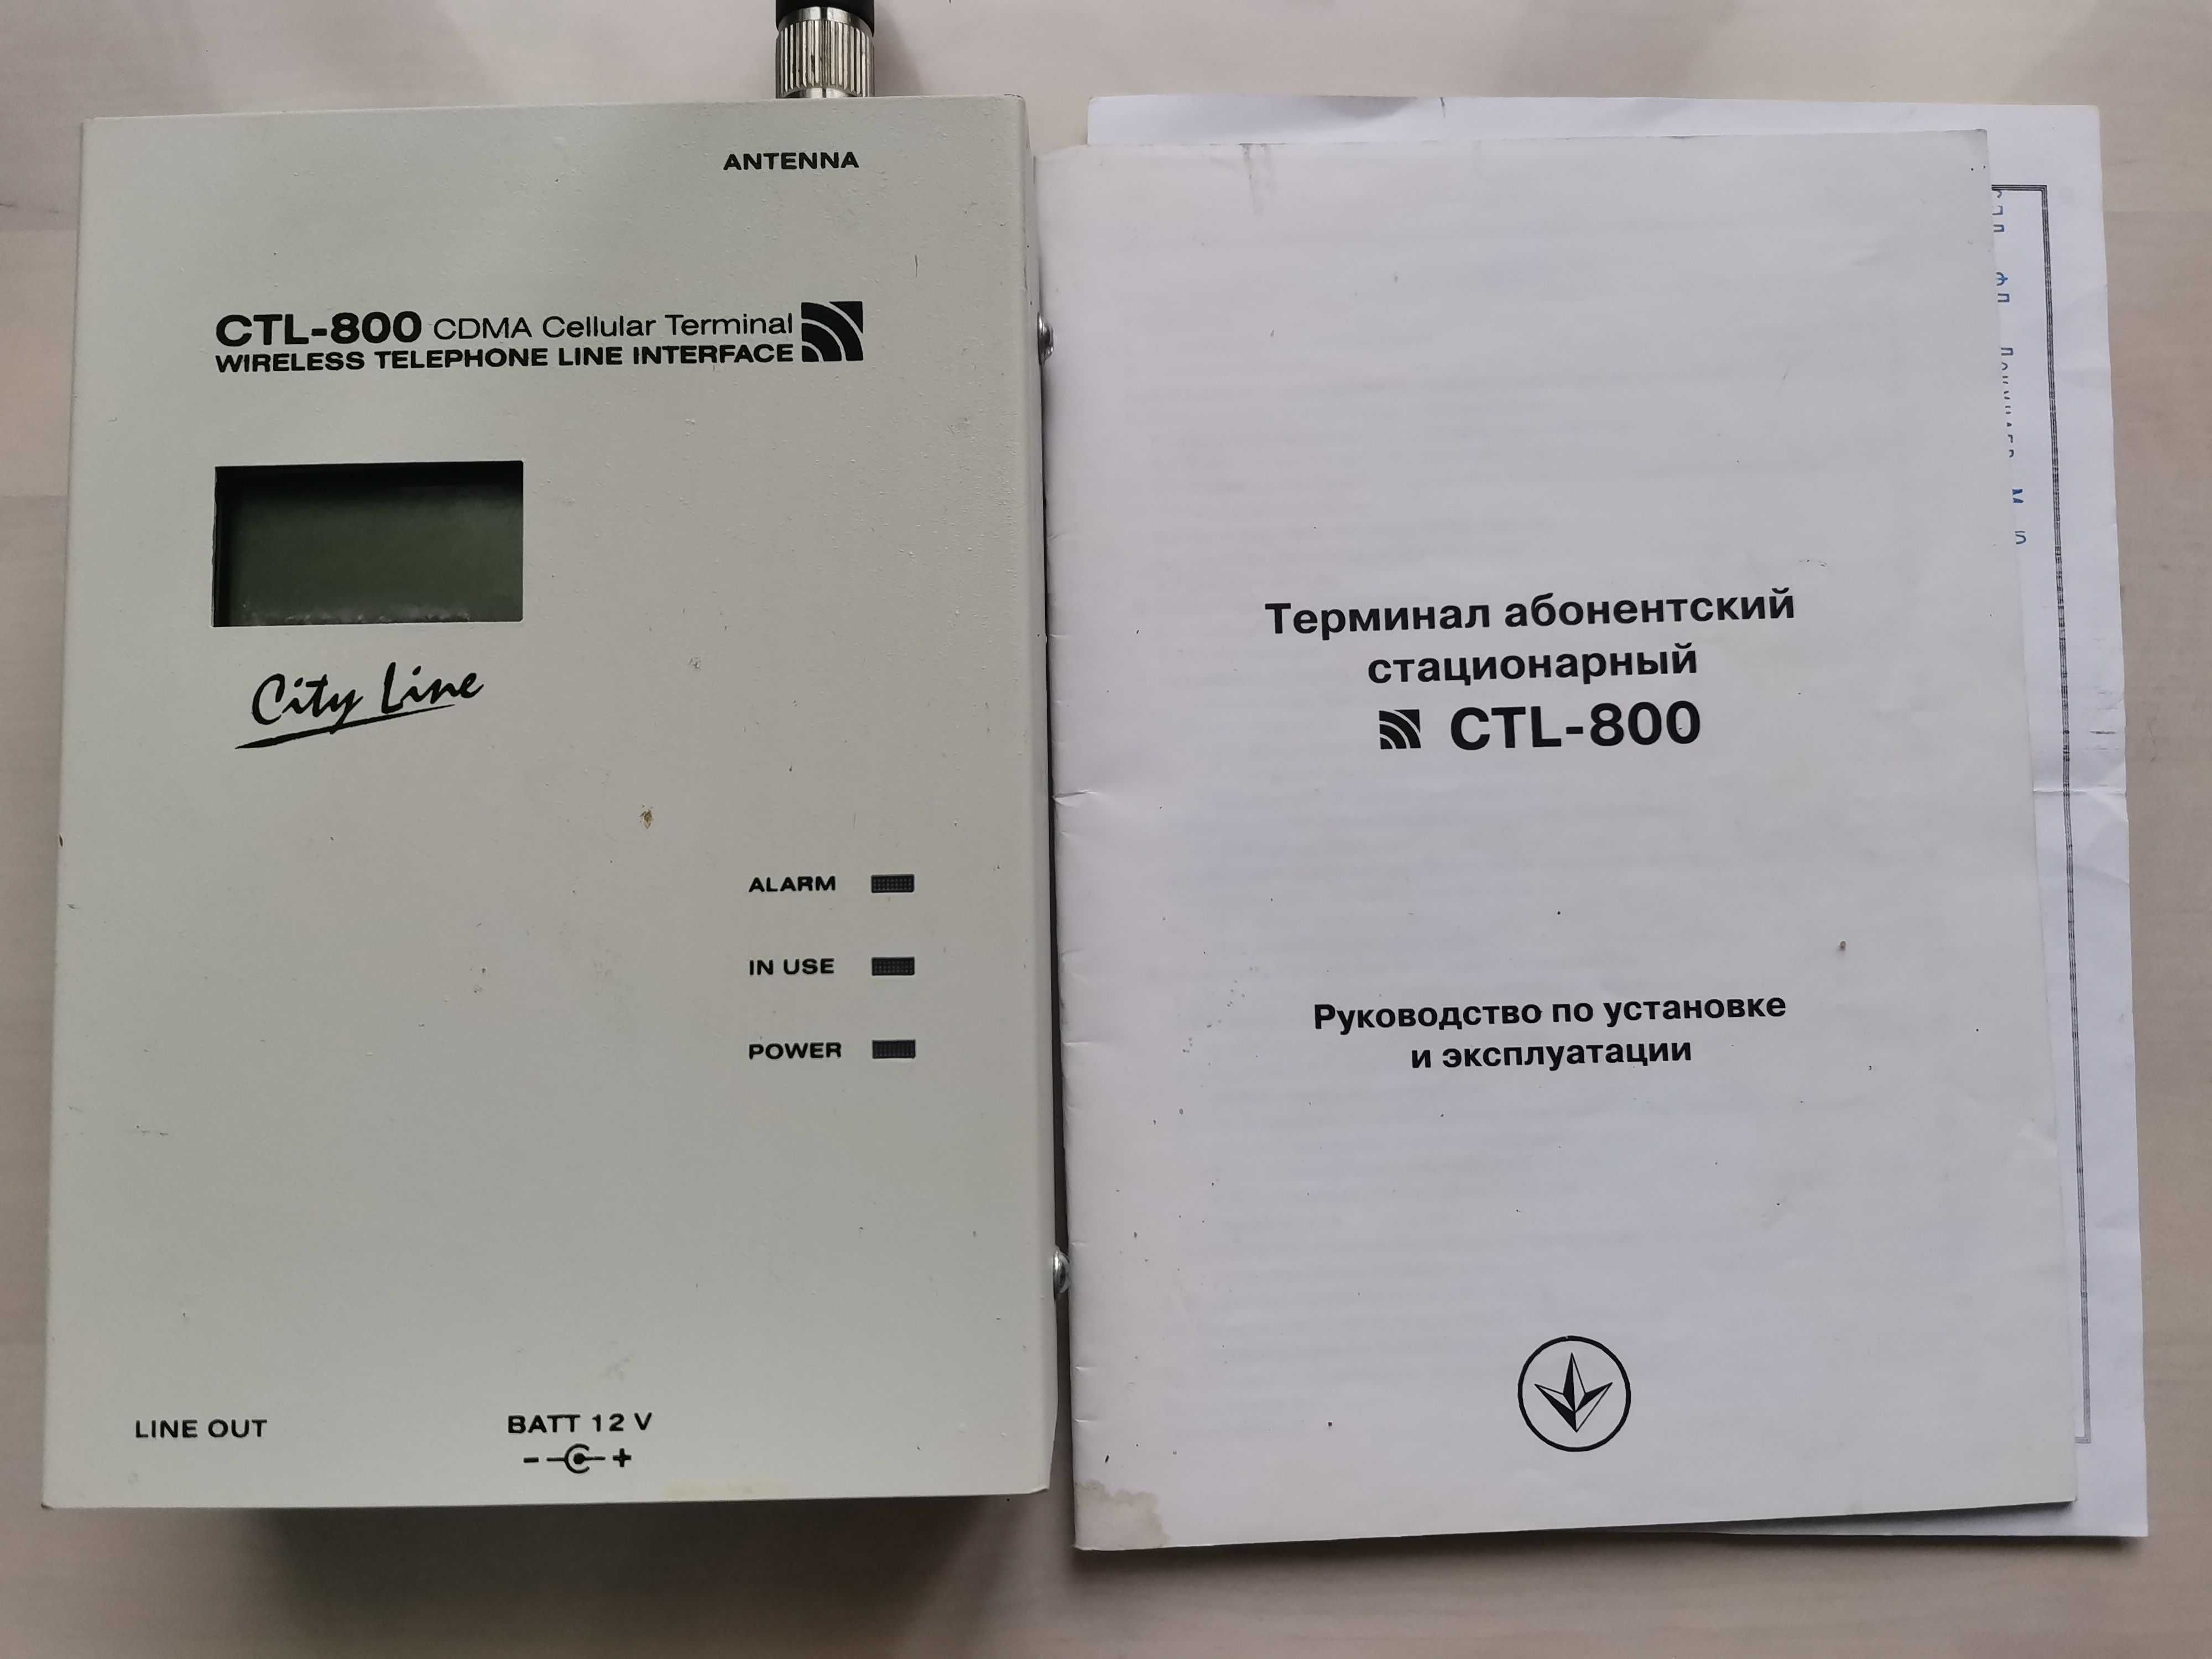 ANTENNA
CTL-800 CDMA Cellular Terminal
WIRELESS TELEPHONE LINE INTERFACE
City Line
ALARM
IN USE
POWER
LINE OUT
BATT 12 V
- +
Терминал абонентский
стационарный
CTL-800
Руководство по установке
и эксплуатации